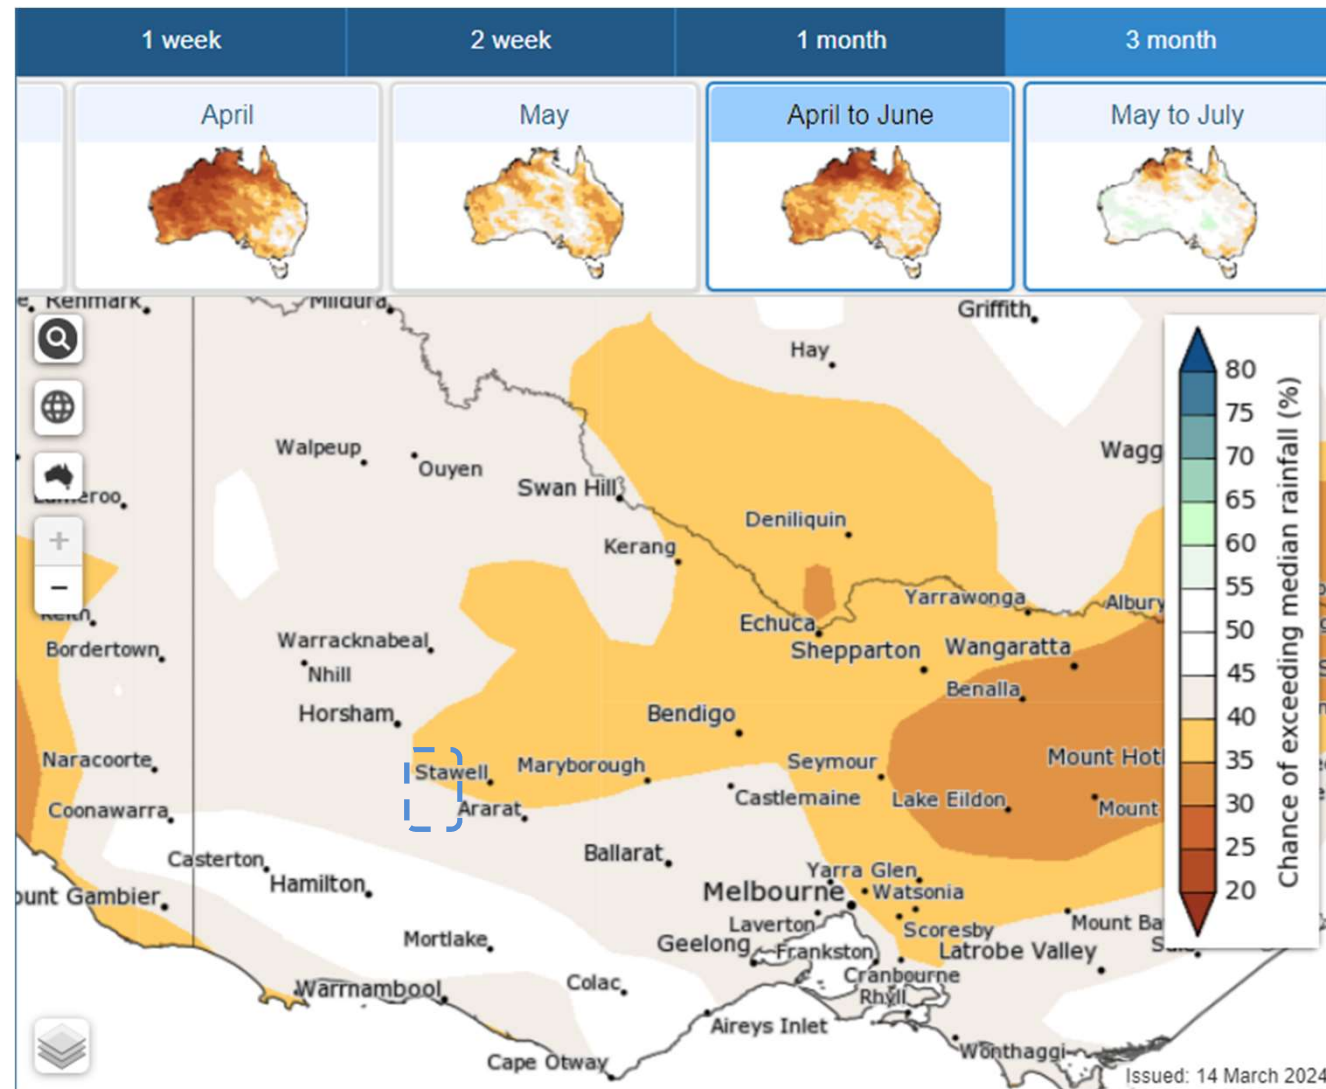 1 week
2 week
1 month
3 month
April
May
April to June
May to July
Renmark
Mildura
Griffith
Hay
Walpeup
Ouyen
Wagg
Swan Hill
Deniliquin
Kerang
Yarrawonga
Albury
Echuca
Keith
Bordertown
Warracknabeal
Shepparton
Wangaratta
Nhill
Benalla
Horsham
Bendigo
Naracoorte
Stawell
Maryborough
Seymour
Mount Hot
Castlemaine
Lake Eildon
Mount
Coonawarra
Ararat
Casterton
Ballarat
Hamilton
Yarra Glen
Melbourne
Watsonia
ount Gambier
Laverton
Scoresby
Mount Ba
Mortlake
Geelong
Frankston
Latrobe Valley
Cranbourne
Colac
Rhyll
Warrnambool
Aireys Inlet
Wonthaggi
Cape Otway
80
75
70
65
60
55
50
45
40
35
30
25
20
Chance of exceeding median rainfall (%)
Issued: 14 March 2024